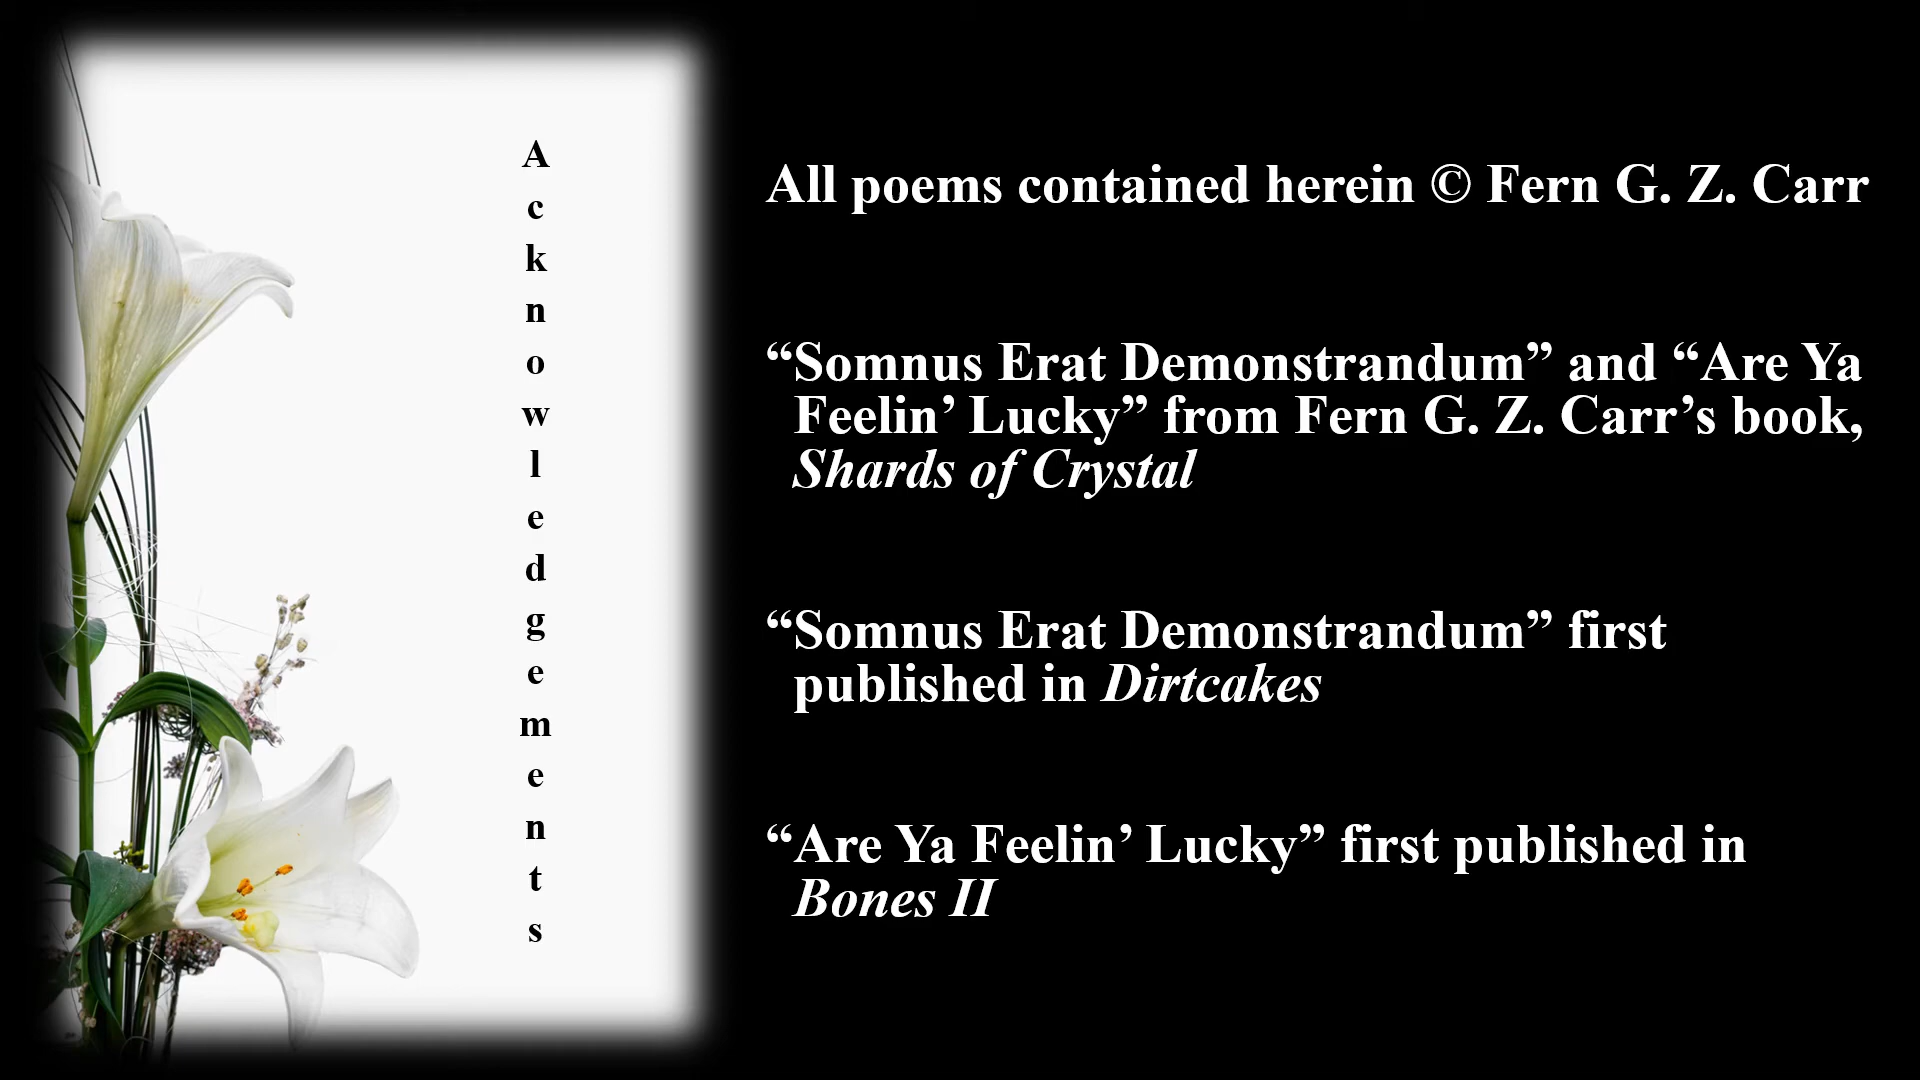 A
c
k
n
o
w
l
e
d
g
e
m
e
n
t
s
All poems contained herein © Fern G. Z. Carr
“Somnus Erat Demonstrandum” and “Are Ya
Feelin’ Lucky” from Fern G. Z. Carr’s book,
Shards of Crystal
“Somnus Erat Demonstrandum” first
published in Dirtcakes
“Are Ya Feelin’ Lucky” first published in
Bones II